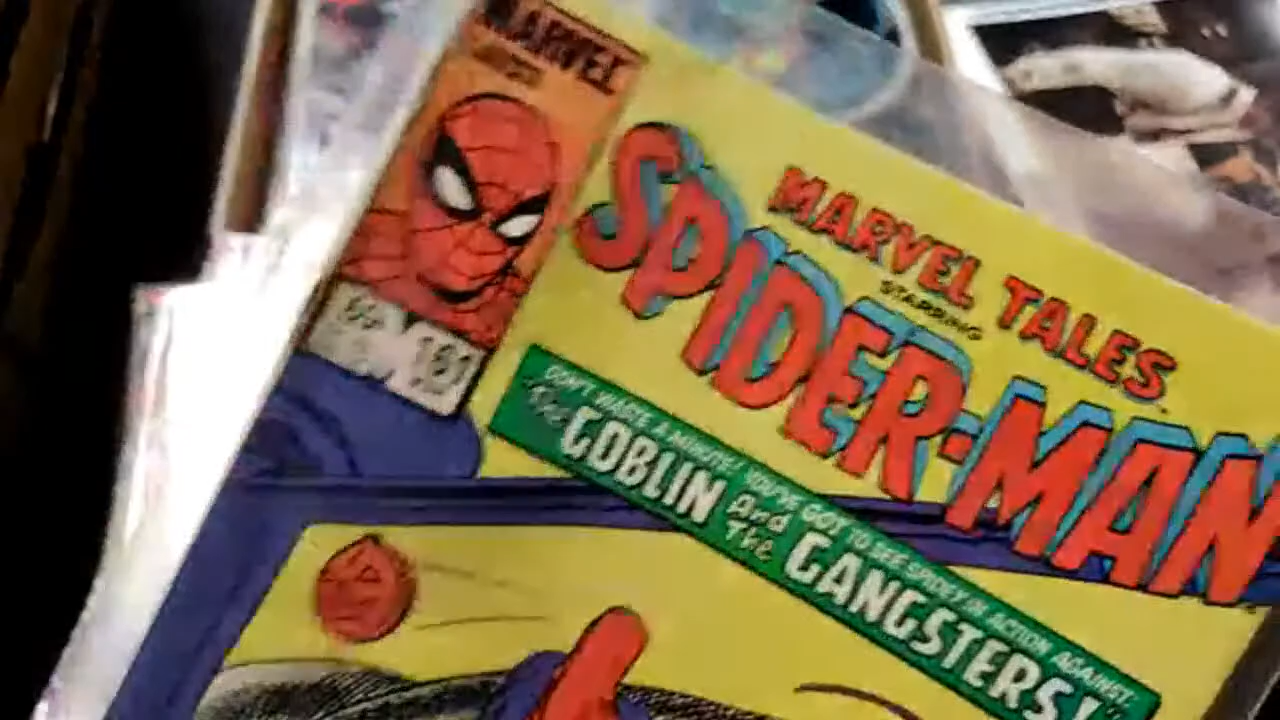 MARVEL
161
MARVEL TALES
STARRING
SPIDER-MAN
DON'T WASTE A MINUTE! YOU'VE GOT TO SEE SPIDEY IN ACTION AGAINST
The GOBLIN And The GANGSTERS!